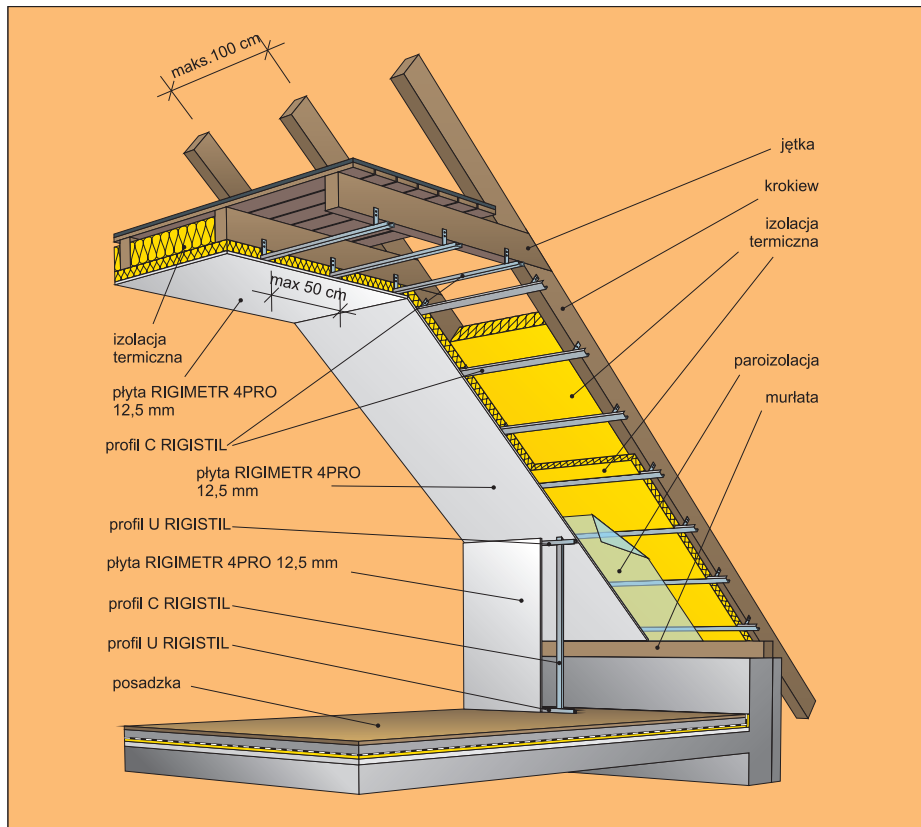 maks.100 cm
jętka
krokiew
izolacja
termiczna
max 50 cm
izolacja
termiczna
paroizolacja
płyta RIGIMETR 4PRO
12,5 mm
murłata
profil C RIGISTIL
płyta RIGIMETR 4PRO
12,5 mm
profil U RIGISTIL
płyta RIGIMETR 4PRO 12,5 mm
profil C RIGISTIL
profil U RIGISTIL
posadzka